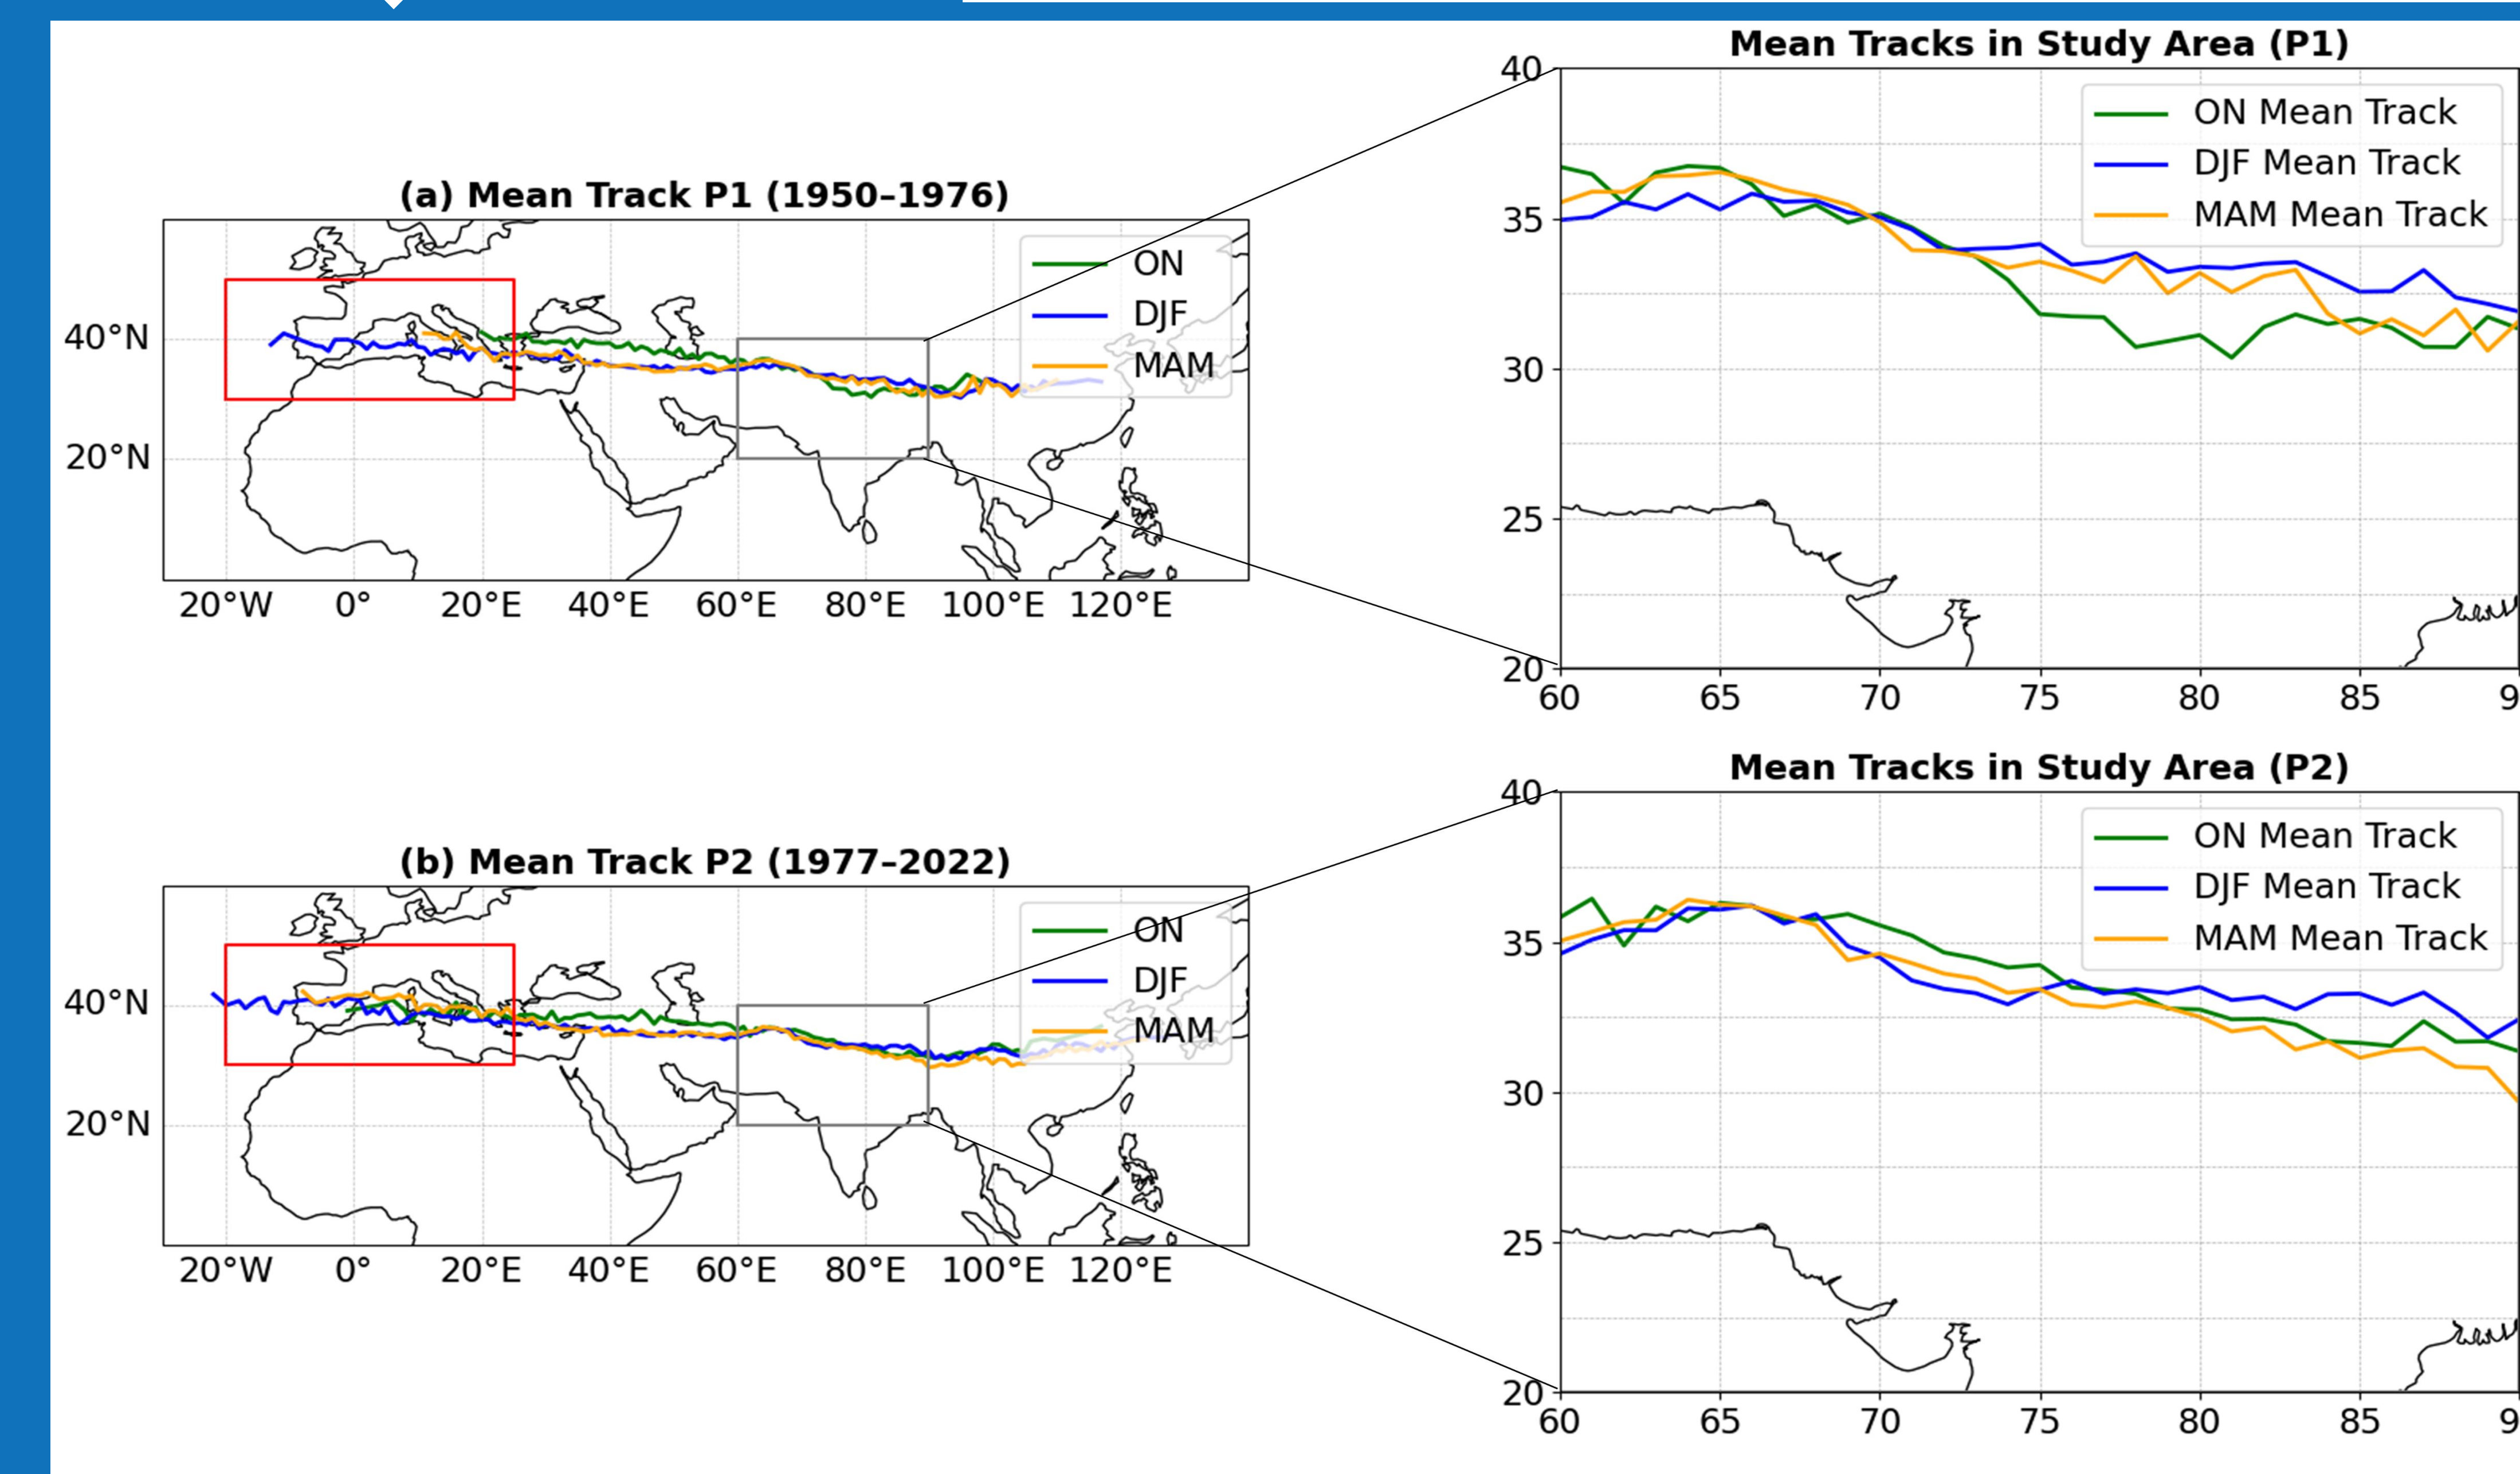 (a) Mean Track P1 (1950–1976)
ON
DJF
MAM
40°N
20°N
20°W 0° 20°E 40°E 60°E 80°E 100°E 120°E
Mean Tracks in Study Area (P1)
ON Mean Track
DJF Mean Track
MAM Mean Track
40
35
30
25
20
60 65 70 75 80 85 9
(b) Mean Track P2 (1977–2022)
ON
DJF
MAM
40°N
20°N
20°W 0° 20°E 40°E 60°E 80°E 100°E 120°E
Mean Tracks in Study Area (P2)
ON Mean Track
DJF Mean Track
MAM Mean Track
40
35
30
25
20
60 65 70 75 80 85 9